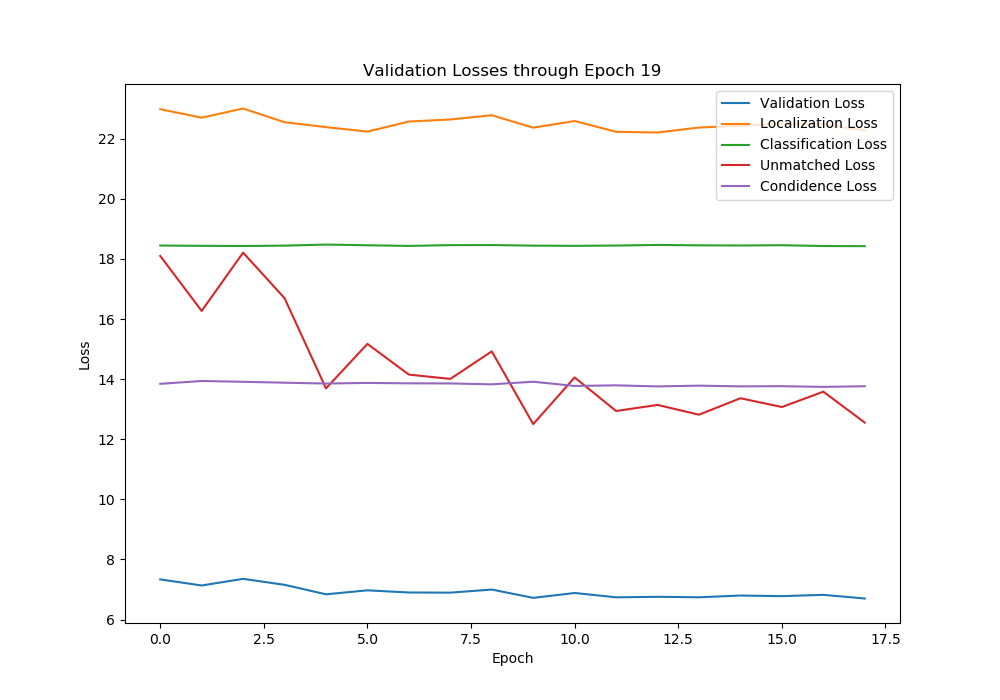 Validation Losses through Epoch 19
Validation Loss
Localization Loss
Classification Loss
Unmatched Loss
Condidence Loss
Loss
22
20
18
16
14
12
10
8
6
0.0 2.5 5.0 7.5 10.0 12.5 15.0 17.5
Epoch